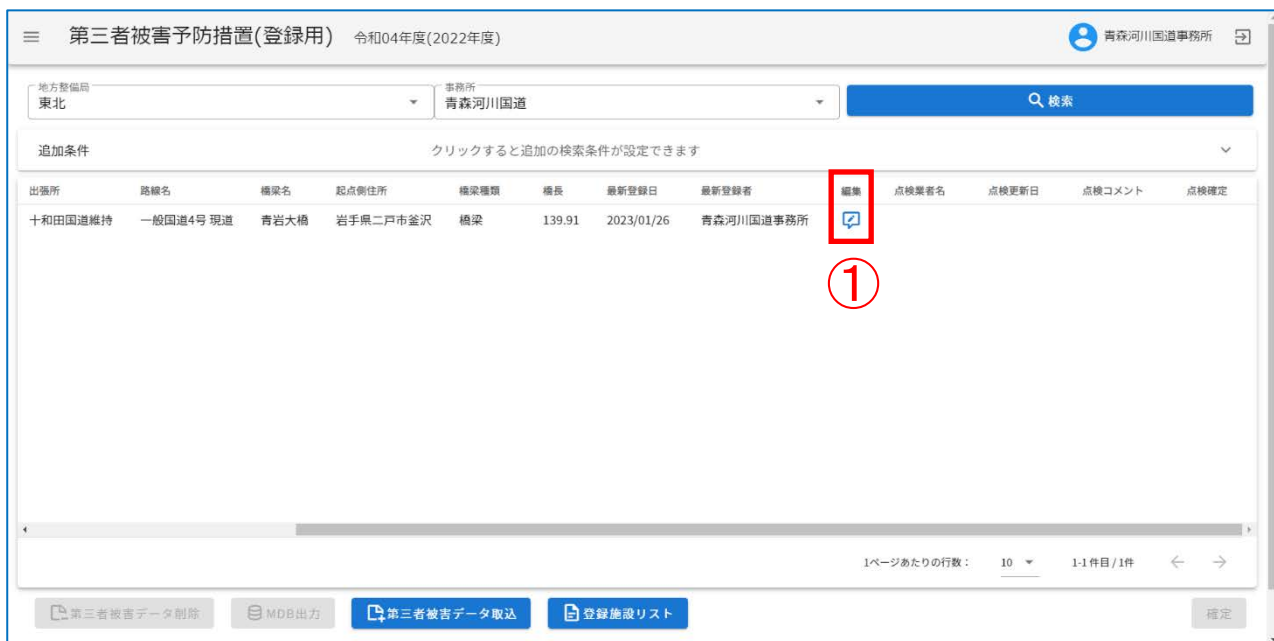 第三者被害予防措置(登録用) 令和04年度(2022年度) 青森河川国道事務所
地方整備局 事務所
東北 青森河川国道 検索
追加条件 クリックすると追加の検索条件が設定できます
出張所 路線名 橋梁名 起点側住所 橋梁種類 橋長 最新登録日 最新登録者 編集 点検業者名 点検更新日 点検コメント 点検確定
十和田国道維持 一般国道4号 現道 青岩大橋 岩手県二戸市釜沢 橋梁 139.91 2023/01/26 青森河川国道事務所
①
1ページあたりの行数： 10 1-1 件目 / 1件
第三者被害データ削除 MDB出力 第三者被害データ取込 登録施設リスト 確定